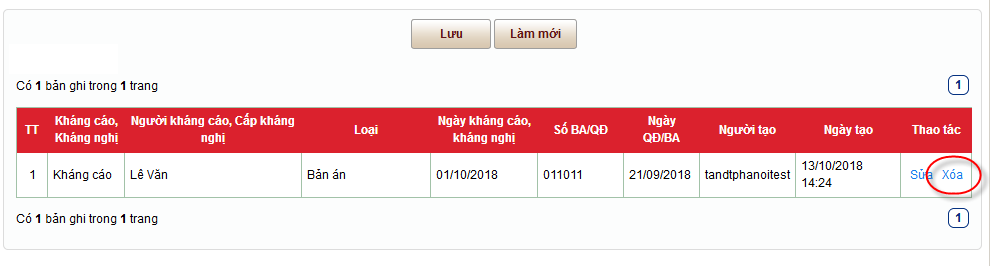 Lưu Làm mới
Có 1 bản ghi trong 1 trang 1
TT Kháng cáo, Kháng nghị Người kháng cáo, Cấp kháng nghị Loại Ngày kháng cáo, kháng nghị Số BA/QĐ Ngày QĐ/BA Người tạo Ngày tạo Thao tác
1 Kháng cáo Lê Văn Bản án 01/10/2018 011011 21/09/2018 tandtphanoitest 13/10/2018 14:24 Sửa Xóa
Có 1 bản ghi trong 1 trang 1